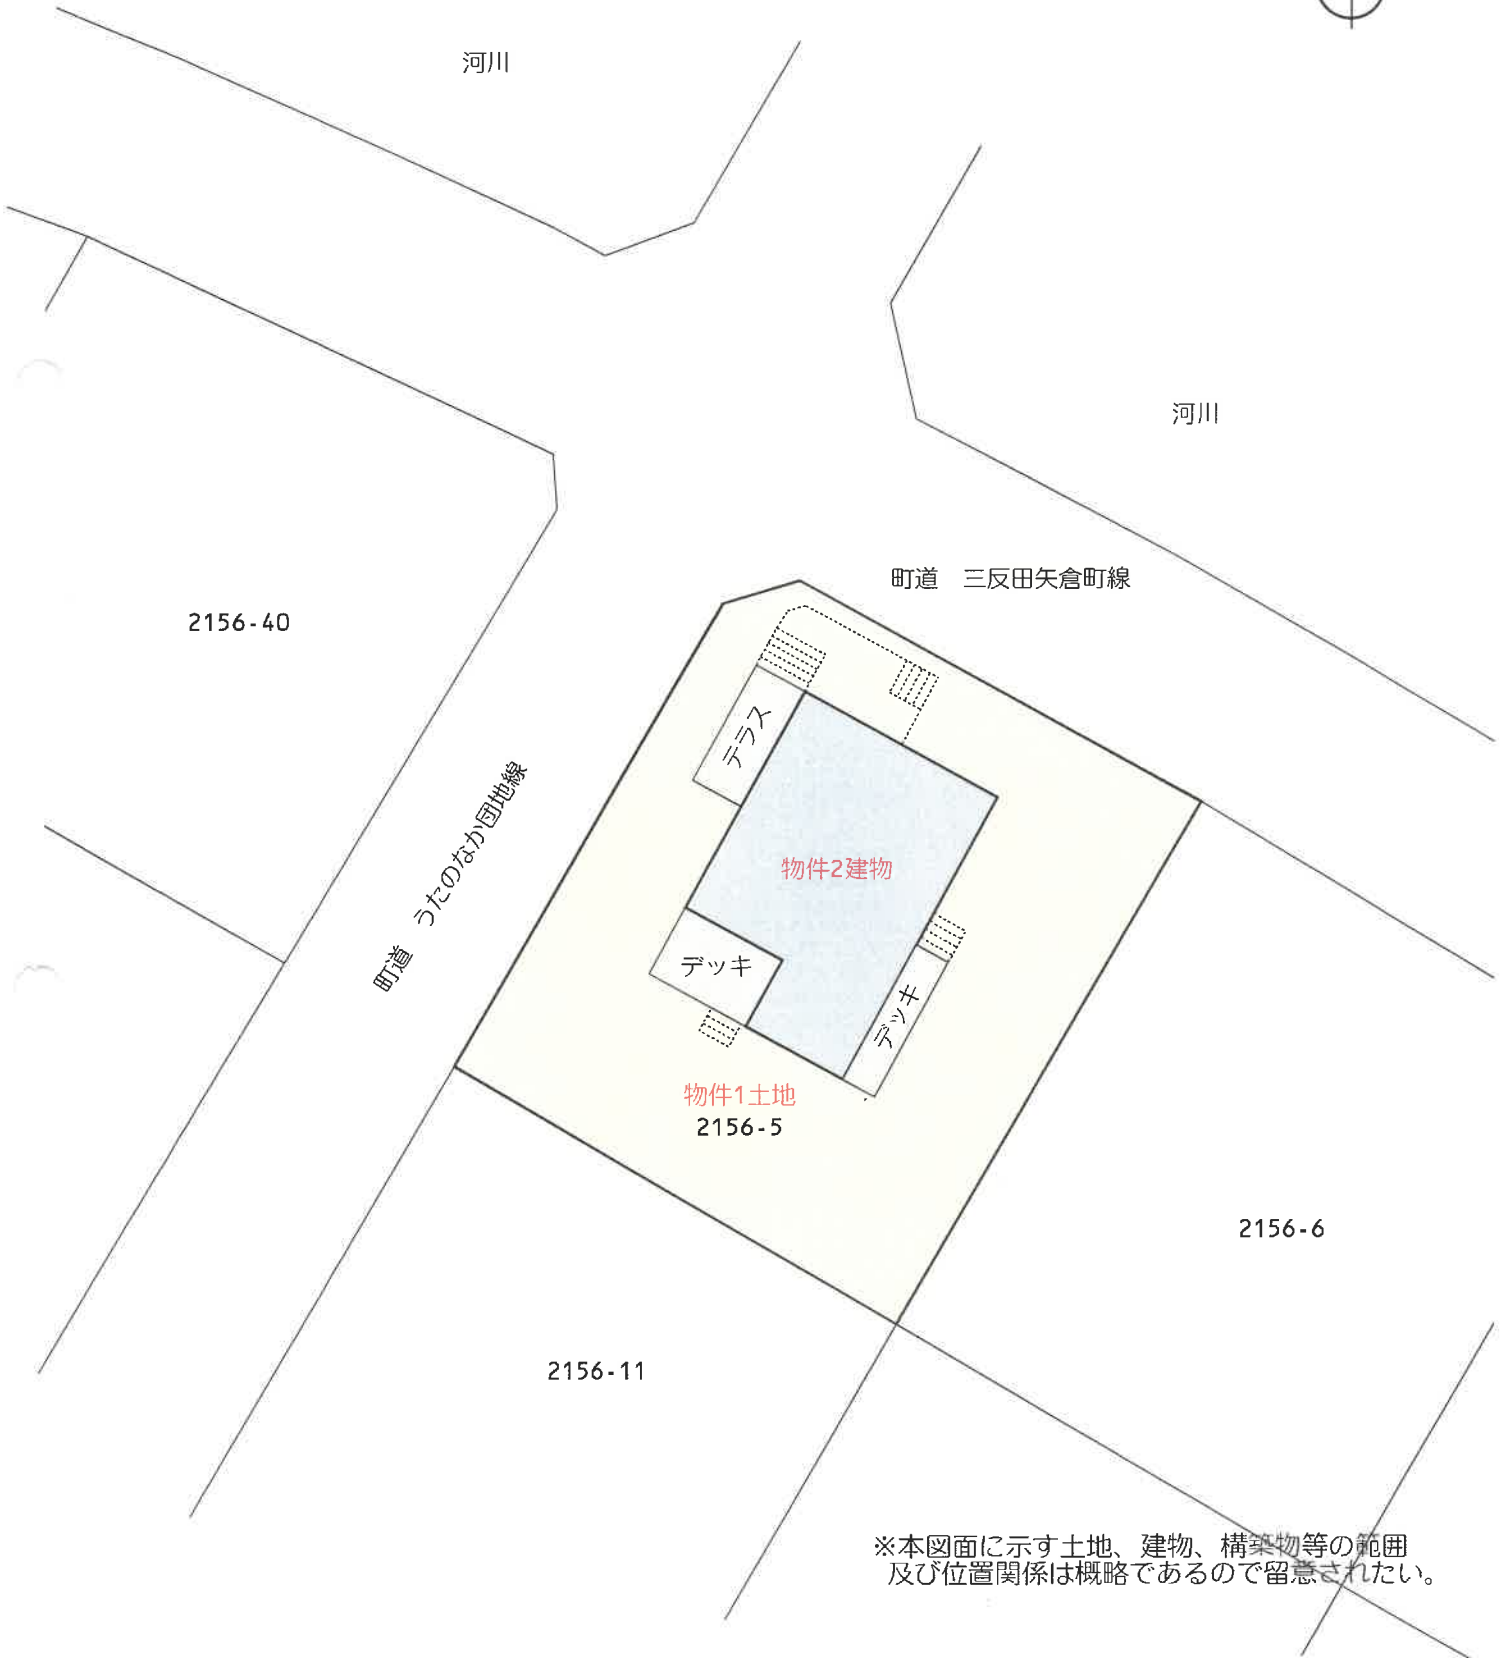 河川
河川
町道　三反田矢倉町線
2156-40
テラス
町道　うたのなか団地線
物件2建物
デッキ
デッキ
物件1土地
2156-5
2156-6
2156-11
※本図面に示す土地、建物、構築物等の範囲
及び位置関係は概略であるので留意されたい。